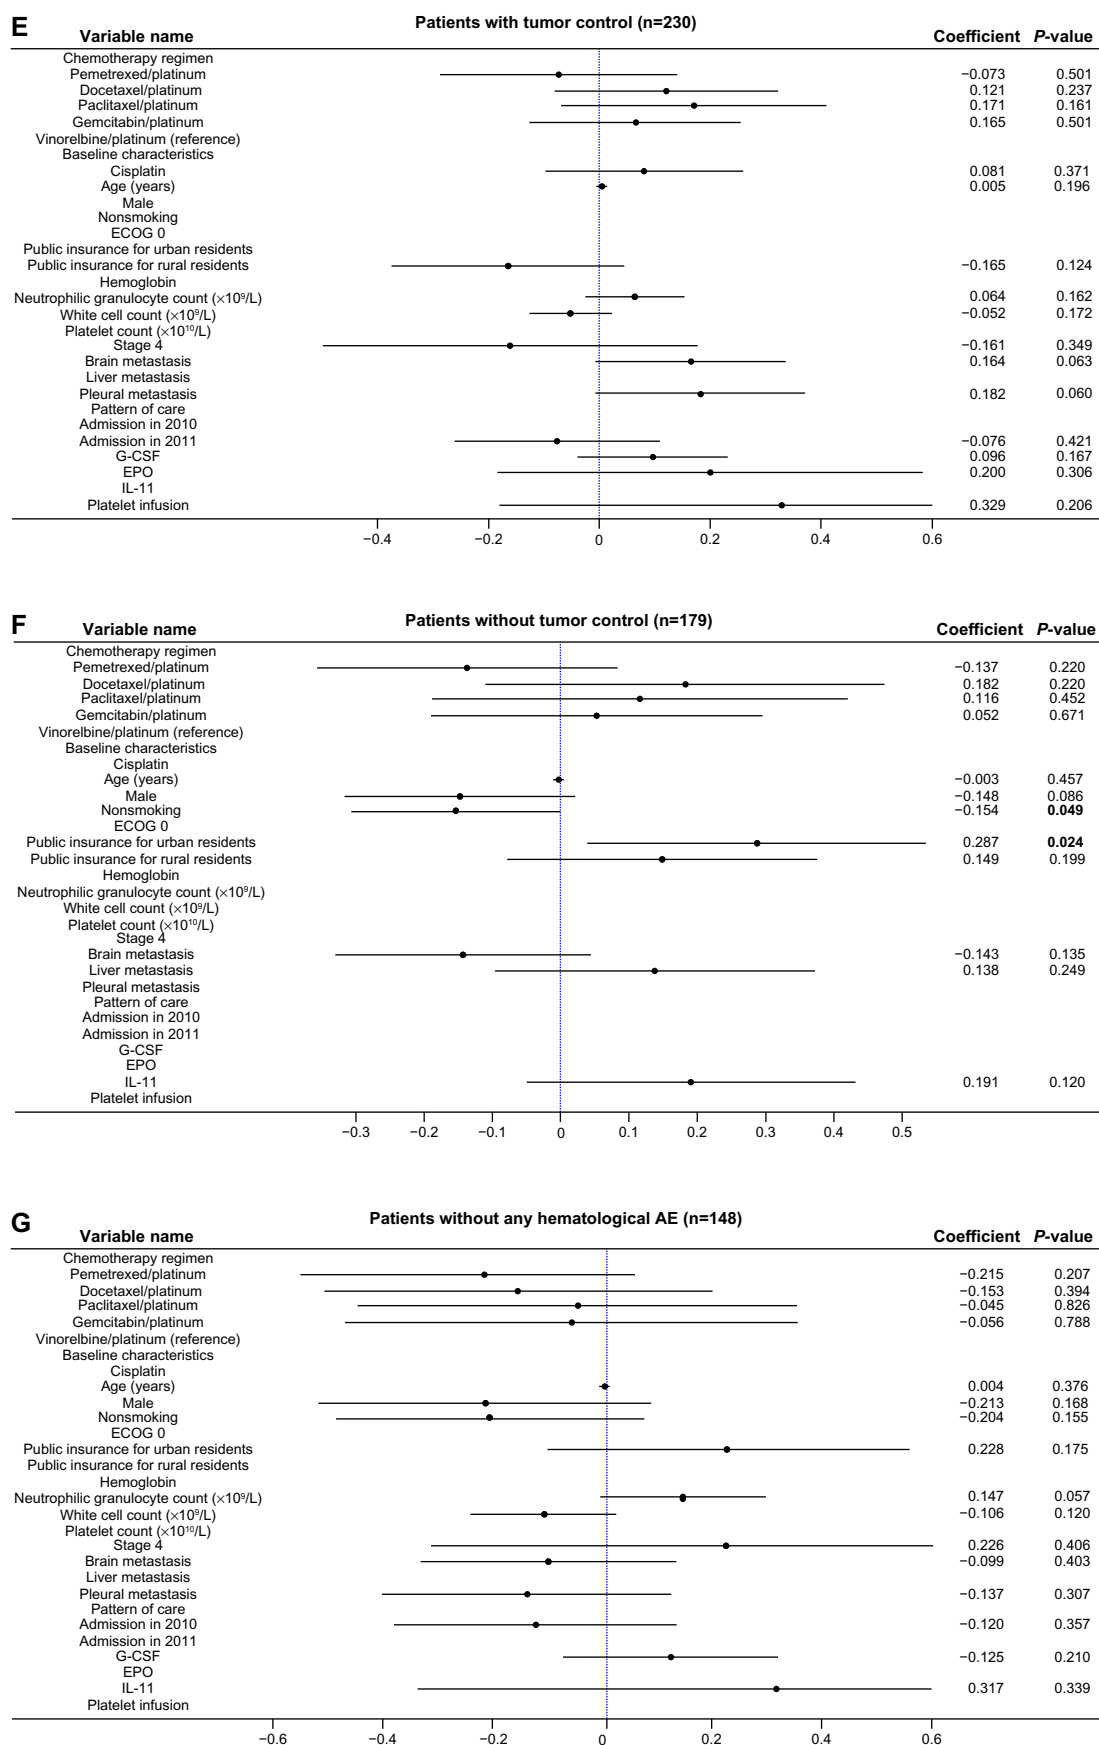 E
Patients with tumor control (n=230)
Variable name Coefficient P-value
Chemotherapy regimen
Pemetrexed/platinum −0.073 0.501
Docetaxel/platinum 0.121 0.237
Paclitaxel/platinum 0.171 0.161
Gemcitabin/platinum 0.165 0.501
Vinorelbine/platinum (reference)
Baseline characteristics
Cisplatin 0.081 0.371
Age (years) 0.005 0.196
Male
Nonsmoking
ECOG 0
Public insurance for urban residents
Public insurance for rural residents −0.165 0.124
Hemoglobin
Neutrophilic granulocyte count (×10⁹/L) 0.064 0.162
White cell count (×10⁹/L) −0.052 0.172
Platelet count (×10¹⁰/L)
Stage 4 −0.161 0.349
Brain metastasis 0.164 0.063
Liver metastasis
Pleural metastasis 0.182 0.060
Pattern of care
Admission in 2010
Admission in 2011 −0.076 0.421
G-CSF 0.096 0.167
EPO 0.200 0.306
IL-11
Platelet infusion 0.329 0.206
−0.4 −0.2 0 0.2 0.4 0.6
F
Patients without tumor control (n=179)
Variable name Coefficient P-value
Chemotherapy regimen
Pemetrexed/platinum −0.137 0.220
Docetaxel/platinum 0.182 0.220
Paclitaxel/platinum 0.116 0.452
Gemcitabin/platinum 0.052 0.671
Vinorelbine/platinum (reference)
Baseline characteristics
Cisplatin
Age (years) −0.003 0.457
Male −0.148 0.086
Nonsmoking −0.154 0.049
ECOG 0
Public insurance for urban residents 0.287 0.024
Public insurance for rural residents 0.149 0.199
Hemoglobin
Neutrophilic granulocyte count (×10⁹/L)
White cell count (×10⁹/L)
Platelet count (×10¹⁰/L)
Stage 4
Brain metastasis −0.143 0.135
Liver metastasis 0.138 0.249
Pleural metastasis
Pattern of care
Admission in 2010
Admission in 2011
G-CSF
EPO
IL-11 0.191 0.120
Platelet infusion
−0.3 −0.2 −0.1 0 0.1 0.2 0.3 0.4 0.5
G
Patients without any hematological AE (n=148)
Variable name Coefficient P-value
Chemotherapy regimen
Pemetrexed/platinum −0.215 0.207
Docetaxel/platinum −0.153 0.394
Paclitaxel/platinum −0.045 0.826
Gemcitabin/platinum −0.056 0.788
Vinorelbine/platinum (reference)
Baseline characteristics
Cisplatin
Age (years) 0.004 0.376
Male −0.213 0.168
Nonsmoking −0.204 0.155
ECOG 0
Public insurance for urban residents 0.228 0.175
Public insurance for rural residents
Hemoglobin
Neutrophilic granulocyte count (×10⁹/L) 0.147 0.057
White cell count (×10⁹/L) −0.106 0.120
Platelet count (×10¹⁰/L)
Stage 4 0.226 0.406
Brain metastasis −0.099 0.403
Liver metastasis
Pleural metastasis −0.137 0.307
Pattern of care
Admission in 2010 −0.120 0.357
Admission in 2011
G-CSF −0.125 0.210
EPO
IL-11 0.317 0.339
Platelet infusion
−0.6 −0.4 −0.2 0 0.2 0.4 0.6